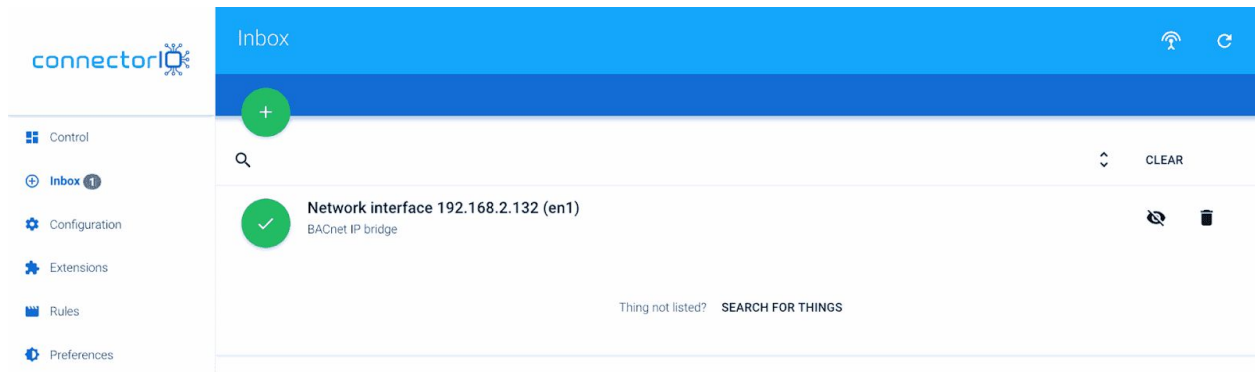 connectorIO
Inbox
Control
Inbox 1
Configuration
Extensions
Rules
Preferences
CLEAR
Network interface 192.168.2.132 (en1)
BACnet IP bridge
Thing not listed? SEARCH FOR THINGS